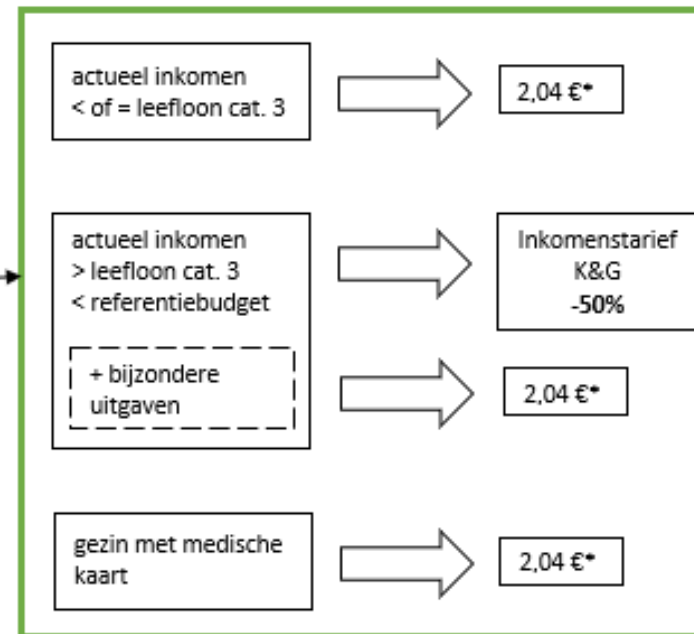 actueel inkomen
< of = leefloon cat. 3
2,04 €*
actueel inkomen
> leefloon cat. 3
< referentiebudget
Inkomenstarief
K&G
-50%
+ bijzondere
uitgaven
2,04 €*
gezin met medische
kaart
2,04 €*